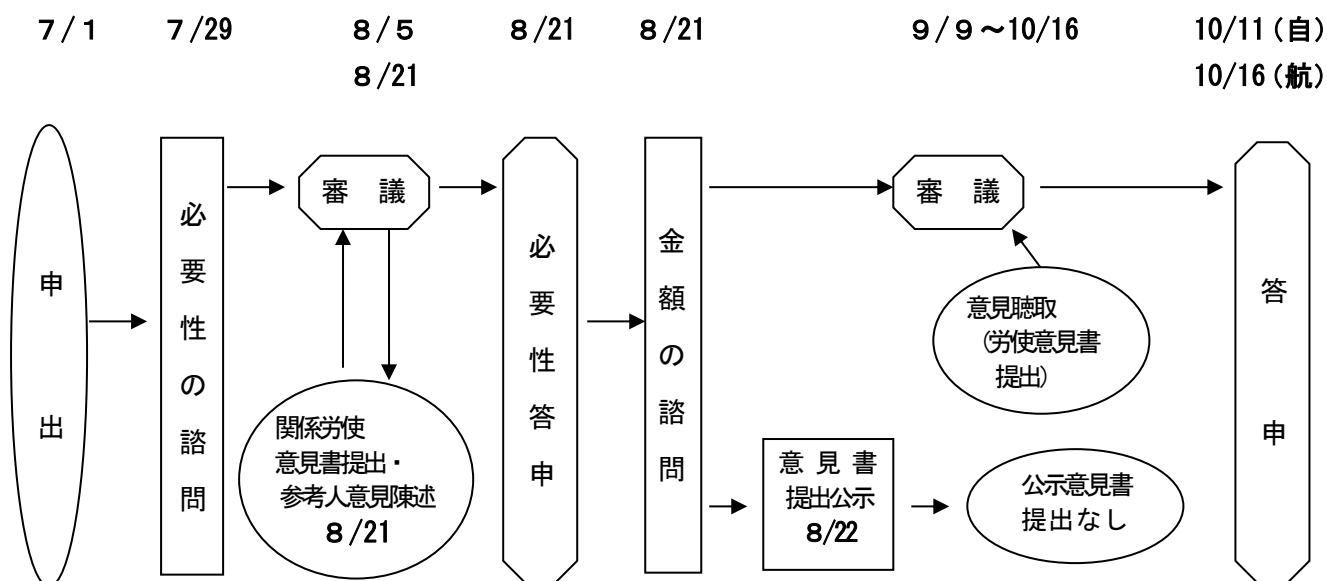 ７/１ ７/29 ８/５ 8/21 8/21 ９/９～10/16 10/11(自)
８/21 10/16(航)
申出
必要性の諮問
審　議
関係労使
意見書提出・
参考人意見陳述
８/21
必要性答申
金額の諮問
審　議
意見聴取
(労使意見書
提出)
意 見 書
提出公示
8/22
公示意見書
提出なし
答申